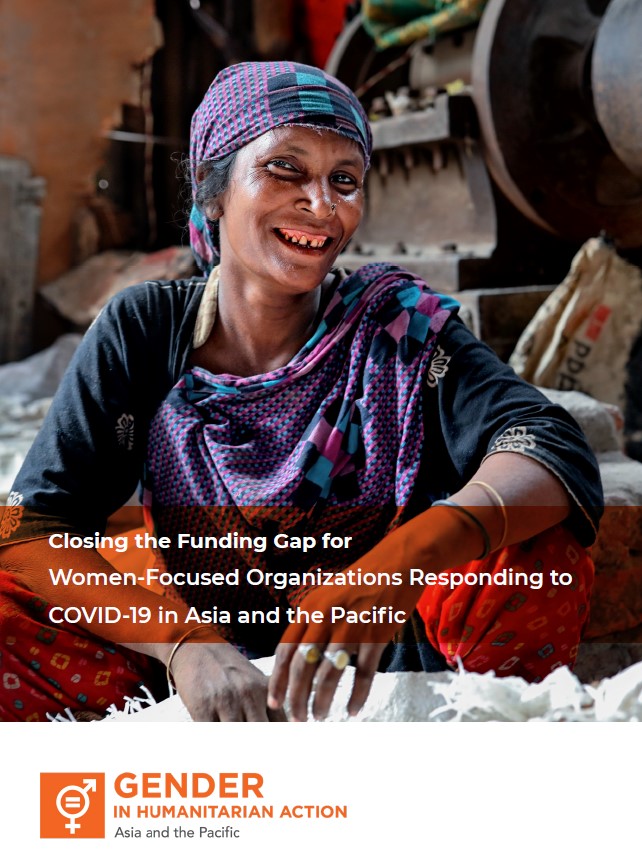 Closing the Funding Gap for
Women-Focused Organizations Responding to
COVID-19 in Asia and the Pacific
GENDER
IN HUMANITARIAN ACTION
Asia and the Pacific